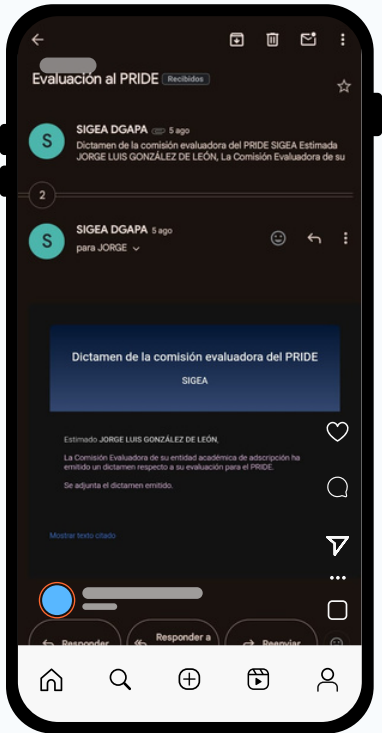 Evaluación al PRIDE Recibidos
S
SIGEA DGAPA 5 ago
Dictamen de la comisión evaluadora del PRIDE SIGEA Estimada
JORGE LUIS GONZÁLEZ DE LEÓN, La Comisión Evaluadora de su
2
S
SIGEA DGAPA 5 ago
para JORGE
Dictamen de la comisión evaluadora del PRIDE
SIGEA
Estimado JORGE LUIS GONZÁLEZ DE LEÓN,
La Comisión Evaluadora de su entidad académica de adscripción ha
emitido un dictamen respecto a su evaluación para el PRIDE.
Se adjunta el dictamen emitido.
Mostrar texto citado
Responder
Responder a
Reenviar